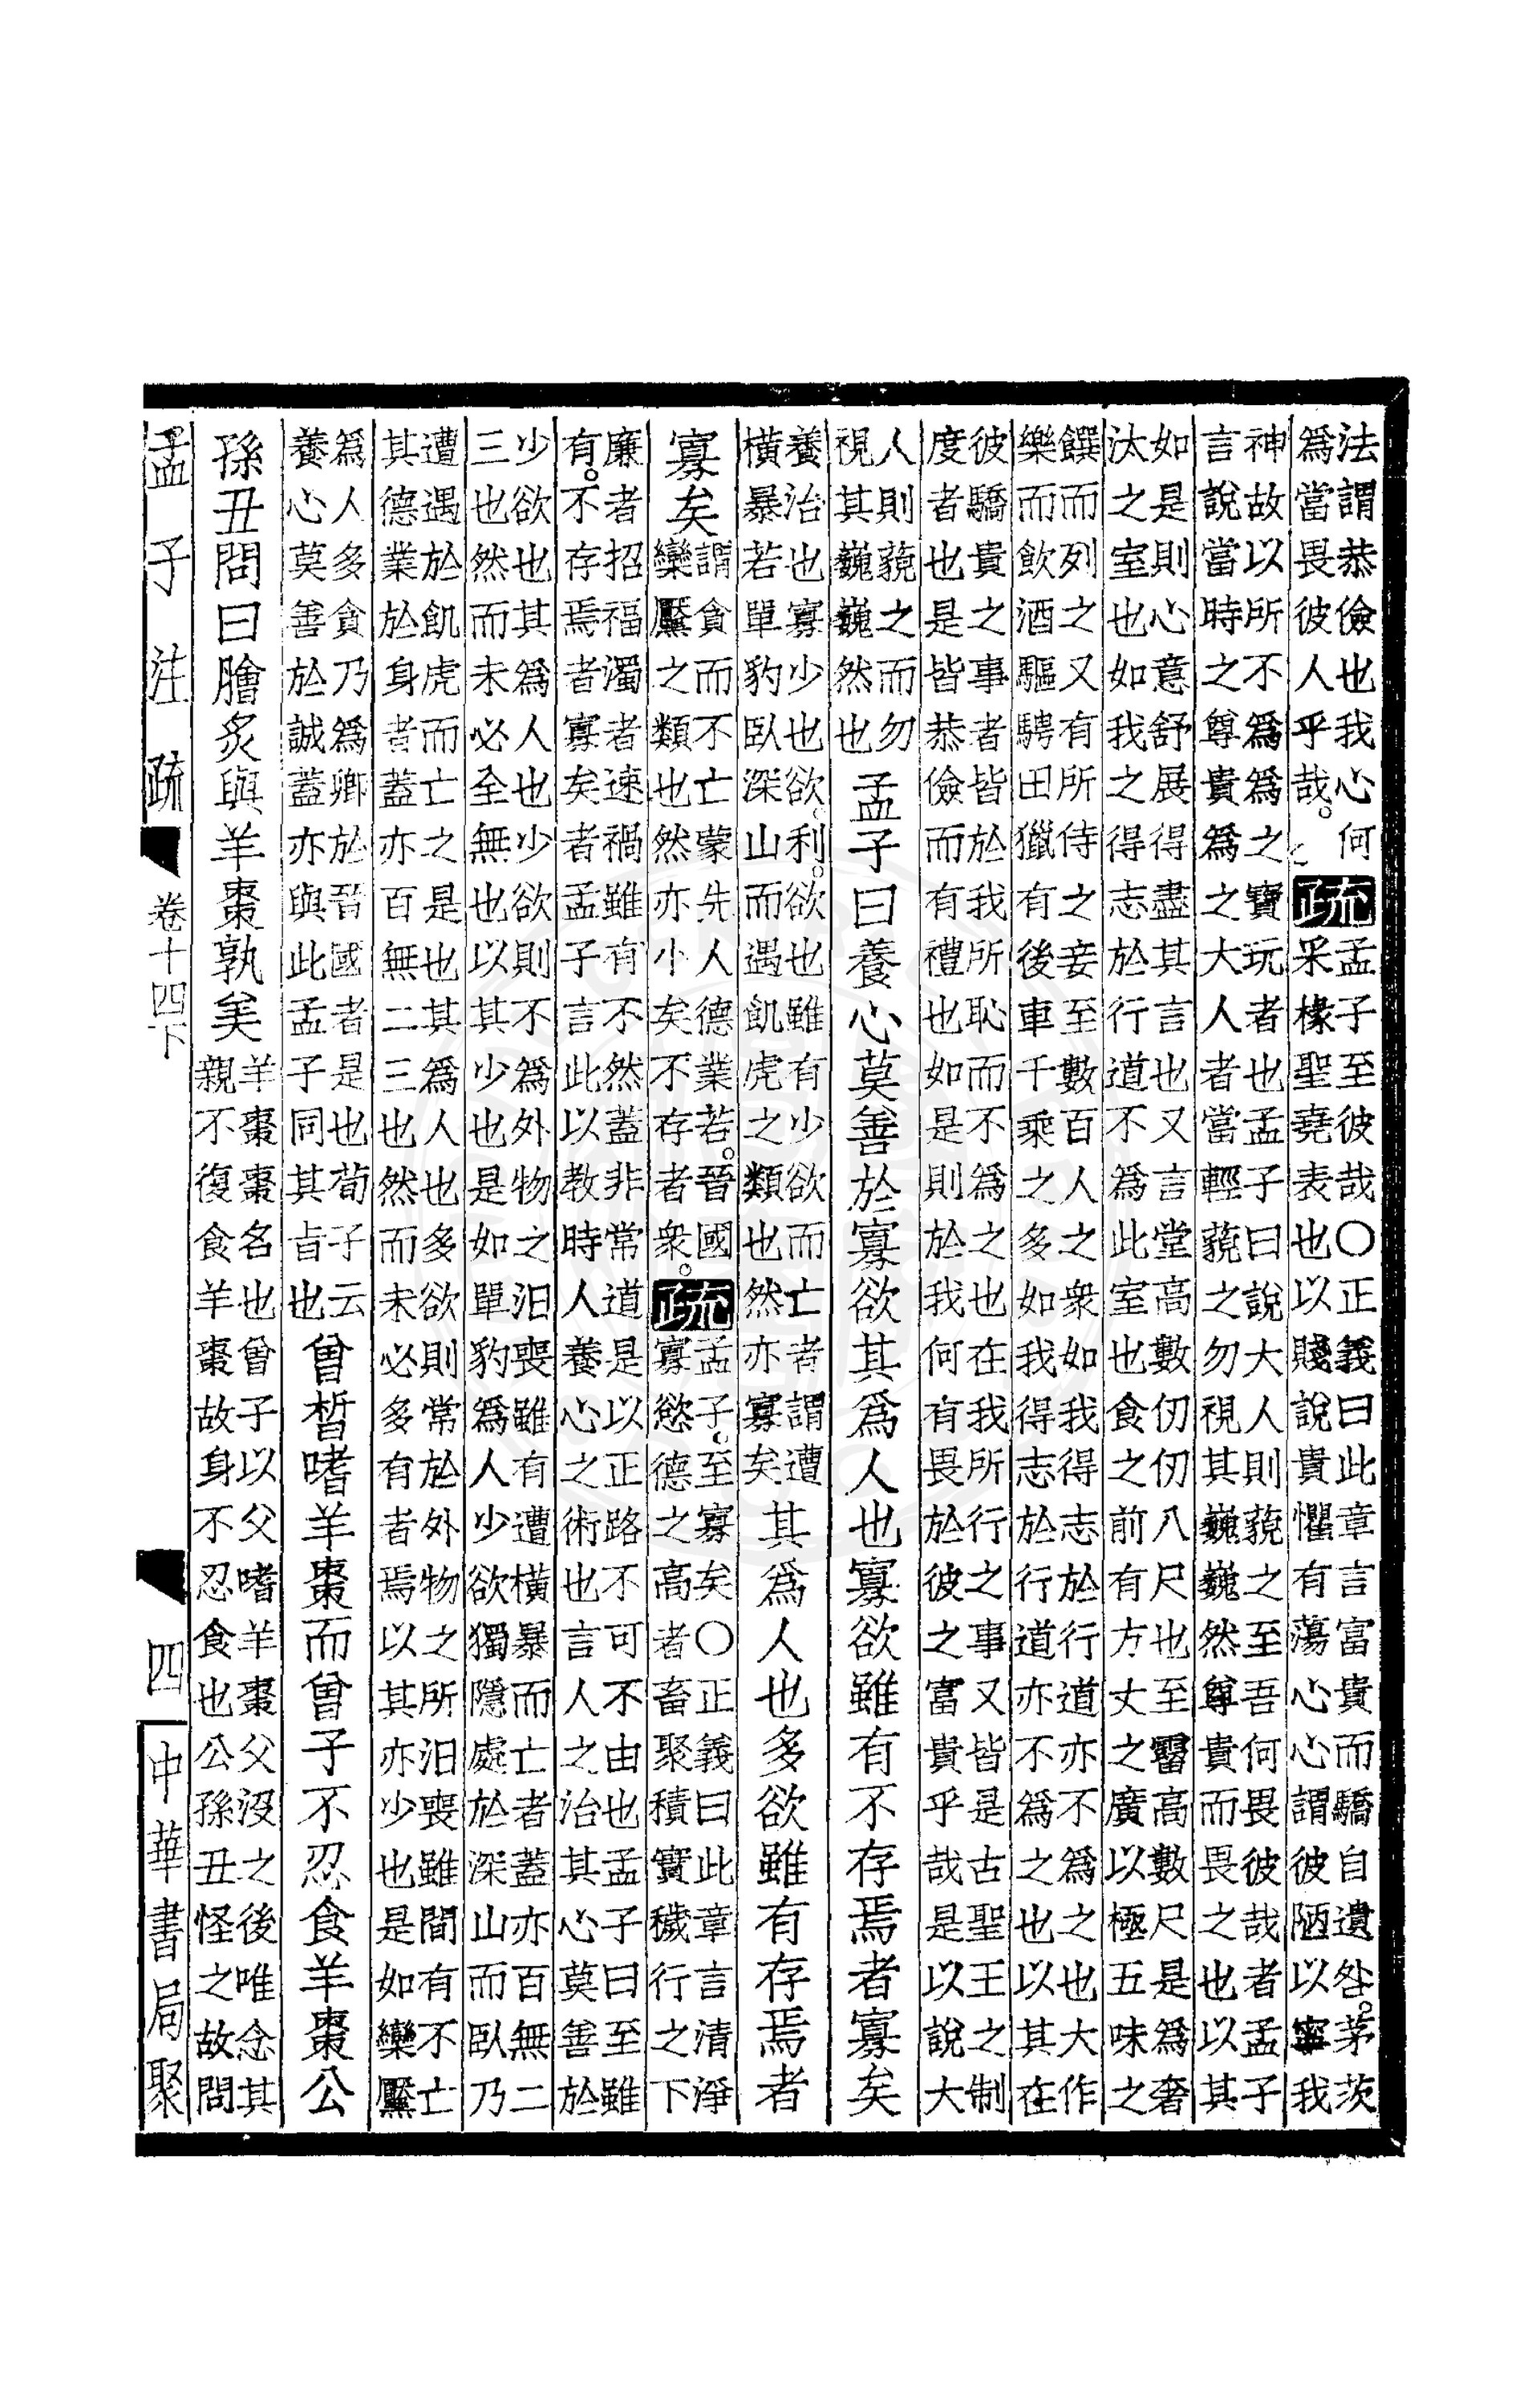 法謂恭儉也我心何
爲當畏彼人乎哉。
疏
孟子至彼哉〇正義曰此章言富貴而驕自遺咎。茅茨
采椽聖堯表也以賤說貴懼有蕩心心謂彼陋以寧我
神故以所不爲爲之寶玩者也孟子曰說大人則藐之至吾何畏彼哉者孟子
言說當時之尊貴爲之大人者當輕藐之勿視其巍巍然尊貴而畏之也以其
如是則心意舒展得盡其言也又言堂高數仞仞八尺也至霤高數尺是爲奢
汰之室也如我之得志於行道不爲此室也食之前有方丈之廣以極五味之
饌而列之又有所侍之妾至數百人之衆如我得志於行道亦不爲之也大作
樂而飲酒驅騁田獵有後車千乘之多如我得志於行道亦不爲之也以其在
彼驕貴之事者皆於我所恥而不爲之也在我所行之事又皆是古聖王之制
度者也是皆恭儉而有禮也如是則於我何有畏於彼之富貴乎哉是以說大
人則藐之而勿
視其巍巍然也
孟子曰養心莫善於寡欲其爲人也寡欲雖有不存焉者寡矣
養治也寡少也欲。利。欲也雖有少欲而亡者謂遭
橫暴若單豹臥深山而遇飢虎之類也然亦寡矣
其爲人也多欲雖有存焉者
寡矣
謂貪而不亡蒙先人德業若。晉國
欒黶之類也然亦小矣不存者衆。
疏
孟子。至寡矣〇正義曰此章言清淨
寡慾德之高者畜聚積實穢行之下
廉者招福濁者速禍雖有不然蓋非常道是以正路不可不由也孟子曰至雖
有。不存焉者寡矣者孟子言此以教時人養心之術也言人之治其心莫善於
少欲也其爲人也少欲則不爲外物之汨喪雖有遭橫暴而亡者蓋亦百無二
三也然而未必全無也以其少也是如單豹爲人少欲獨隱處於深山而臥乃
遭遇於飢虎而亡之是也其爲人也多欲則常於外物之所汨喪雖間有不亡
其德業於身者蓋亦百無二三也然而未必多有者焉以其亦少也是如欒黶
爲人多貪乃爲卿於晉國者是也荀子云
養心莫善於誠蓋亦與此孟子同其旨也
曾晳嗜羊棗而曾子不忍食羊棗公
孫丑問曰膾炙與羊棗孰美
羊棗棗名也曾子以父嗜羊棗父沒之後唯念其
親不復食羊棗故身不忍食也公孫丑怪之故問
孟子注疏
卷十四下
四
中華書局聚